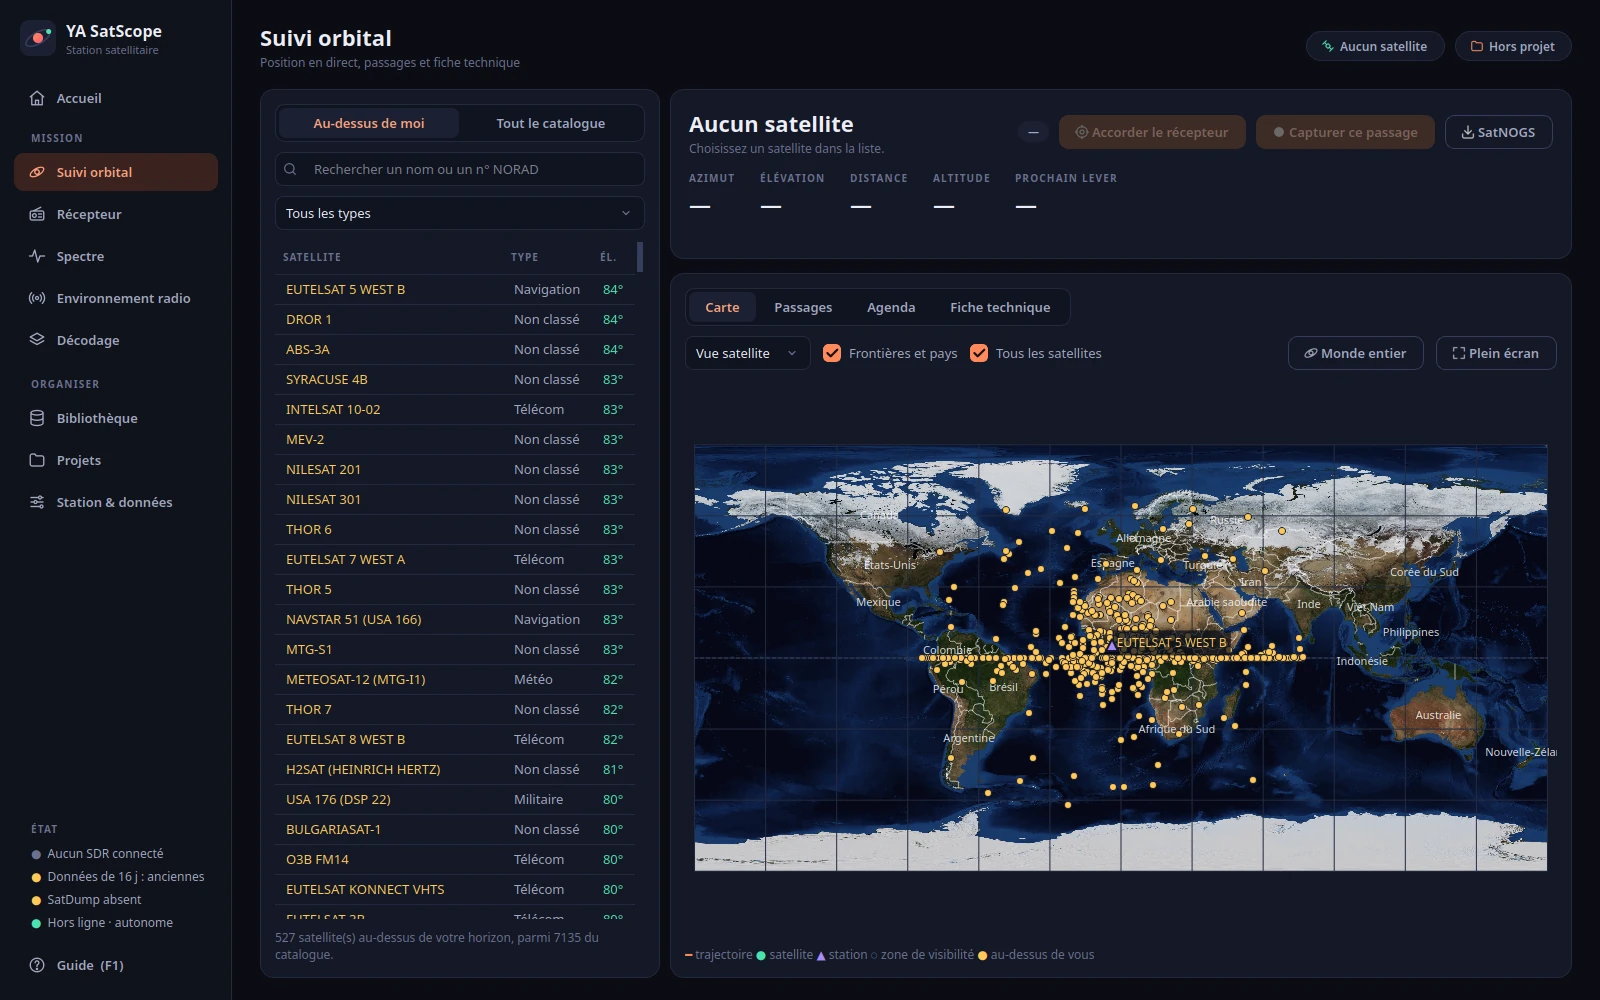 YA SatScope
Station satellitaire
Accueil
MISSION
Suivi orbital
Récepteur
Spectre
Environnement radio
Décodage
ORGANISER
Bibliothèque
Projets
Station & données
ÉTAT
Aucun SDR connecté
Données de 16 j : anciennes
SatDump absent
Hors ligne · autonome
Guide (F1)
Suivi orbital
Position en direct, passages et fiche technique
Aucun satellite
Hors projet
Au-dessus de moi
Tout le catalogue
Rechercher un nom ou un n° NORAD
Tous les types
SATELLITE TYPE ÉL.
EUTELSAT 5 WEST B Navigation 84°
DROR 1 Non classé 84°
ABS-3A Non classé 84°
SYRACUSE 4B Non classé 83°
INTELSAT 10-02 Télécom 83°
MEV-2 Non classé 83°
NILESAT 201 Non classé 83°
NILESAT 301 Non classé 83°
THOR 6 Non classé 83°
EUTELSAT 7 WEST A Télécom 83°
THOR 5 Non classé 83°
NAVSTAR 51 (USA 166) Navigation 83°
MTG-S1 Non classé 83°
METEOSAT-12 (MTG-I1) Météo 82°
THOR 7 Non classé 82°
EUTELSAT 8 WEST B Télécom 82°
H2SAT (HEINRICH HERTZ) Non classé 81°
USA 176 (DSP 22) Militaire 80°
BULGARIASAT-1 Non classé 80°
O3B FM14 Télécom 80°
EUTELSAT KONNECT VHTS Télécom 80°
EUTELSAT 3B Télécom 80°
527 satellite(s) au-dessus de votre horizon, parmi 7135 du
catalogue.
Aucun satellite
Choisissez un satellite dans la liste.
—
Accorder le récepteur
Capturer ce passage
SatNOGS
AZIMUT ÉLÉVATION DISTANCE ALTITUDE PROCHAIN LEVER
— — — — —
Carte Passages Agenda Fiche technique
Vue satellite
Frontières et pays
Tous les satellites
Monde entier
Plein écran
Canada
Russie
Allemagne
États-Unis
Espagne
Turquie
Corée du Sud
Iran
Mexique
Arabie saoudite
Inde
Viêt Nam
Philippines
EUTELSAT 5 WEST B
Colombie
Indonésie
Pérou
Brésil
Australie
Afrique du Sud
Argentine
Nouvelle-Zélan
trajectoire satellite station zone de visibilité au-dessus de vous